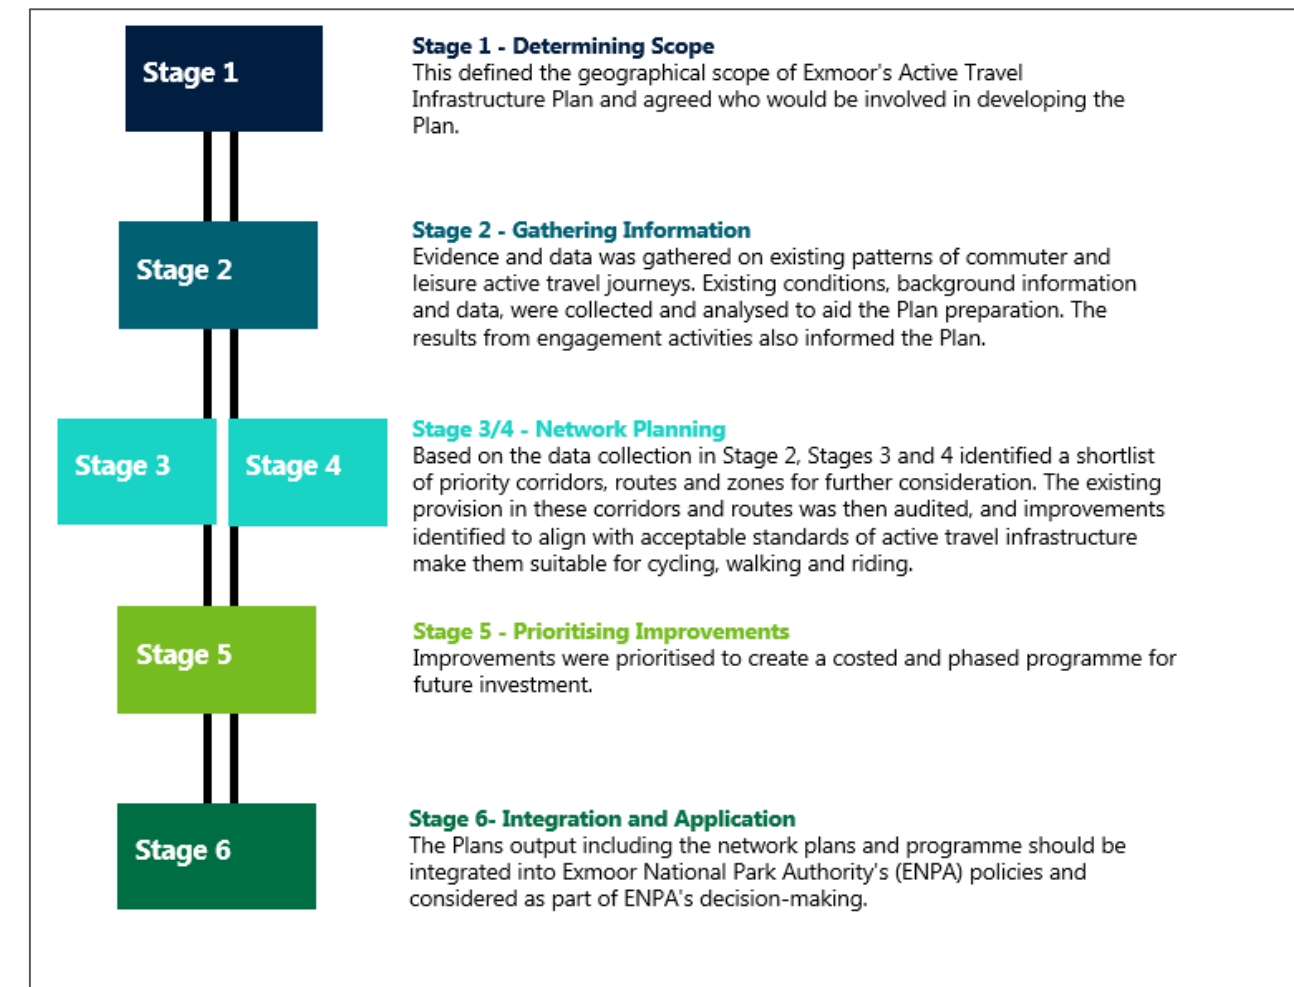 Stage 1
Stage 1 - Determining Scope
This defined the geographical scope of Exmoor's Active Travel
Infrastructure Plan and agreed who would be involved in developing the
Plan.
Stage 2
Stage 2 - Gathering Information
Evidence and data was gathered on existing patterns of commuter and
leisure active travel journeys. Existing conditions, background information
and data, were collected and analysed to aid the Plan preparation. The
results from engagement activities also informed the Plan.
Stage 3
Stage 4
Stage 3/4 - Network Planning
Based on the data collection in Stage 2, Stages 3 and 4 identified a shortlist
of priority corridors, routes and zones for further consideration. The existing
provision in these corridors and routes was then audited, and improvements
identified to align with acceptable standards of active travel infrastructure
make them suitable for cycling, walking and riding.
Stage 5
Stage 5 - Prioritising Improvements
Improvements were prioritised to create a costed and phased programme for
future investment.
Stage 6
Stage 6- Integration and Application
The Plans output including the network plans and programme should be
integrated into Exmoor National Park Authority's (ENPA) policies and
considered as part of ENPA's decision-making.